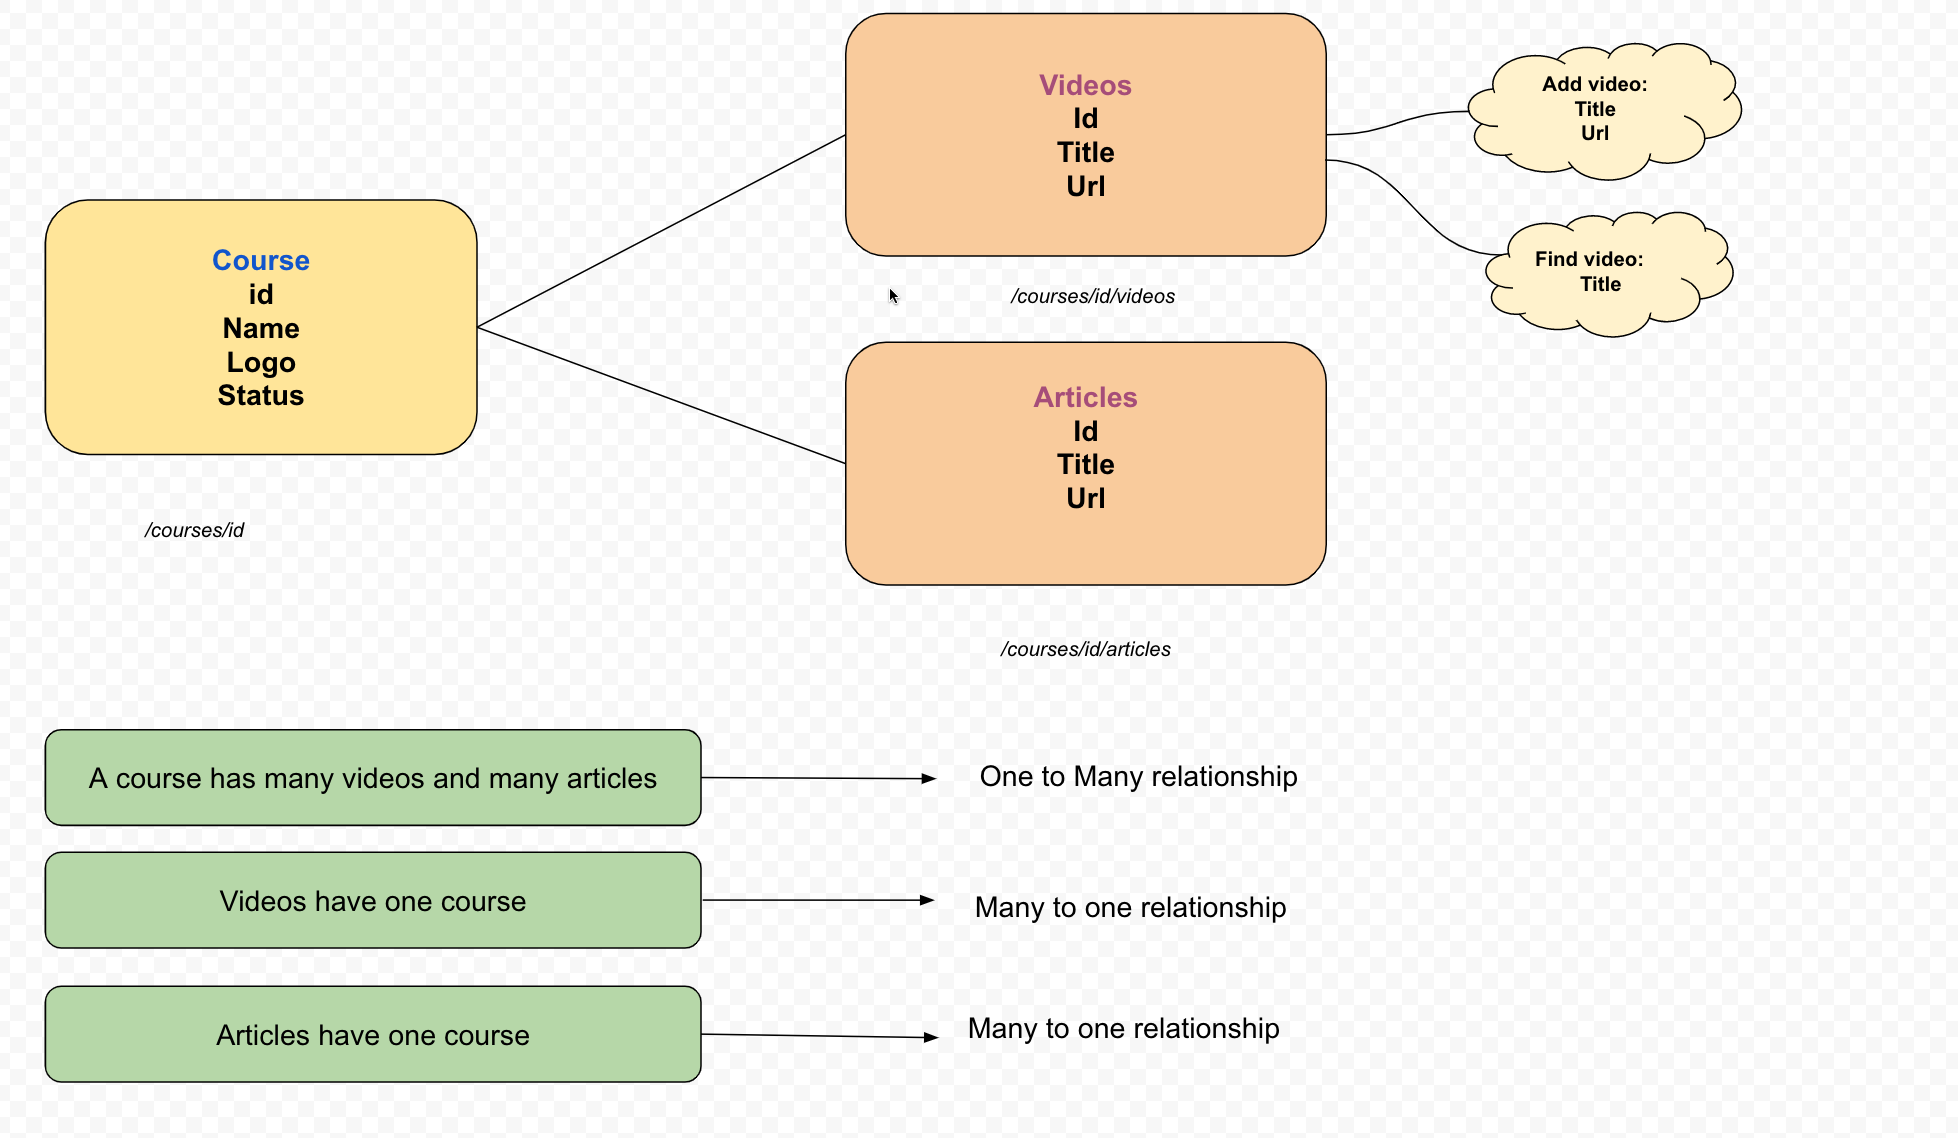 Videos
Id
Title
Url
Add video:
Title
Url
Find video:
Title
/courses/id/videos
Course
id
Name
Logo
Status
/courses/id
Articles
Id
Title
Url
/courses/id/articles
A course has many videos and many articles
One to Many relationship
Videos have one course
Many to one relationship
Articles have one course
Many to one relationship